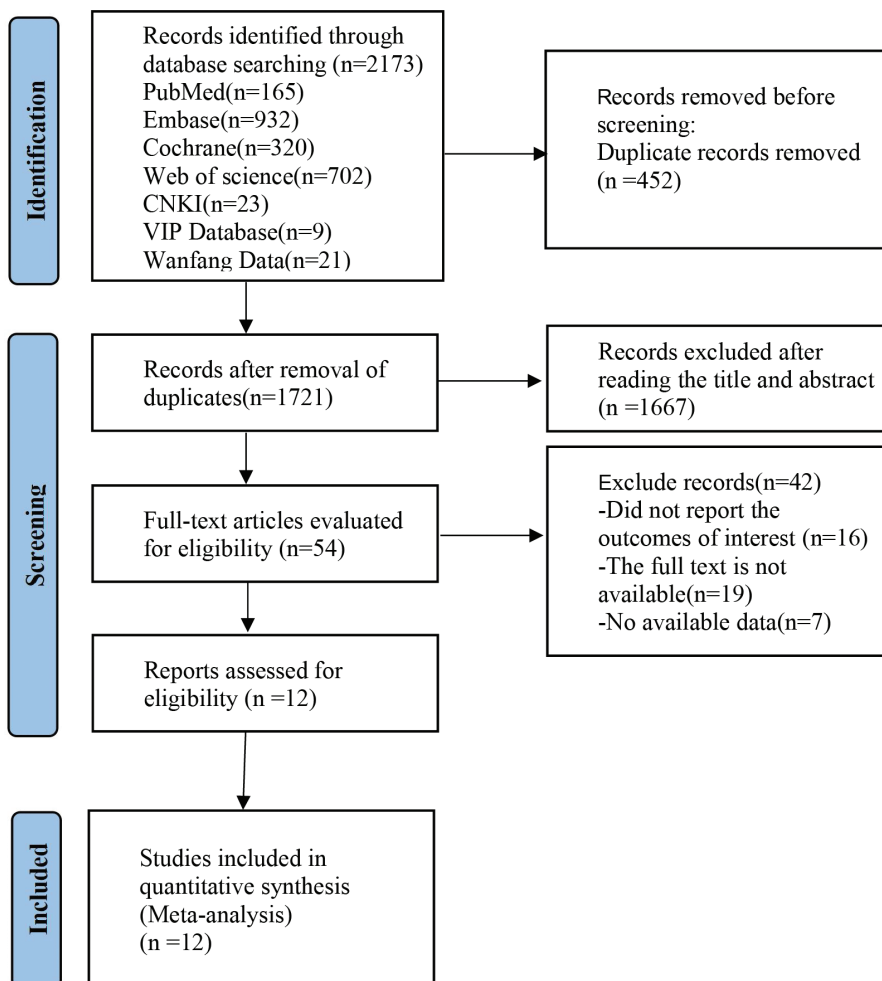 Identification
Records identified through
database searching (n=2173)
PubMed(n=165)
Embase(n=932)
Cochrane(n=320)
Web of science(n=702)
CNKI(n=23)
VIP Database(n=9)
Wanfang Data(n=21)
Records removed before
screening:
Duplicate records removed
(n =452)
Screening
Records after removal of
duplicates(n=1721)
Records excluded after
reading the title and abstract
(n =1667)
Full-text articles evaluated
for eligibility (n=54)
Exclude records(n=42)
-Did not report the
outcomes of interest (n=16)
-The full text is not
available(n=19)
-No available data(n=7)
Reports assessed for
eligibility (n =12)
Included
Studies included in
quantitative synthesis
(Meta-analysis)
(n =12)